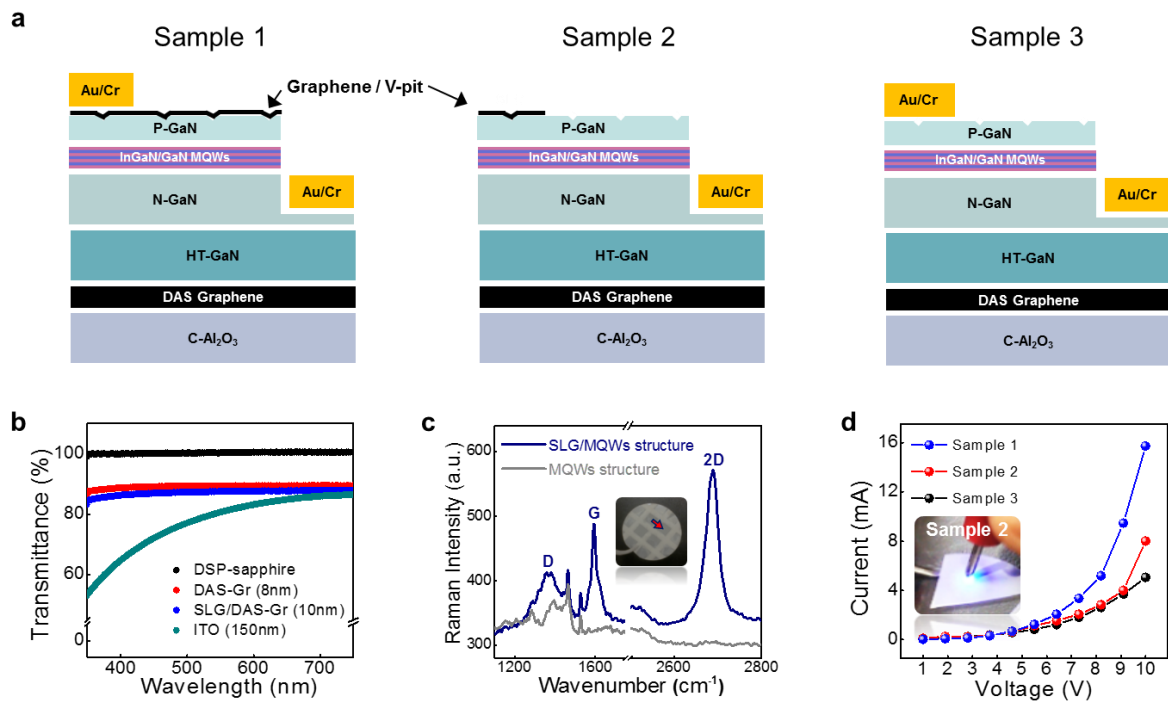 a
Sample 1
Sample 2
Sample 3
Au/Cr
Graphene / V-pit
Au/Cr
P-GaN
P-GaN
P-GaN
InGaN/GaN MQWs
InGaN/GaN MQWs
InGaN/GaN MQWs
N-GaN
Au/Cr
N-GaN
Au/Cr
N-GaN
Au/Cr
HT-GaN
HT-GaN
HT-GaN
DAS Graphene
DAS Graphene
DAS Graphene
C-Al₂O₃
C-Al₂O₃
C-Al₂O₃
b
Transmittance (%)
100
80
60
0
DSP-sapphire
DAS-Gr (8nm)
SLG/DAS-Gr (10nm)
ITO (150nm)
400 500 600 700
Wavelength (nm)
c
Raman Intensity (a.u.)
600
500
400
300
SLG/MQWs structure
MQWs structure
D
G
2D
1200 1600 2600 2800
Wavenumber (cm⁻¹)
d
Current (mA)
16
12
8
4
0
Sample 1
Sample 2
Sample 3
Sample 2
1 2 3 4 5 6 7 8 9 10
Voltage (V)